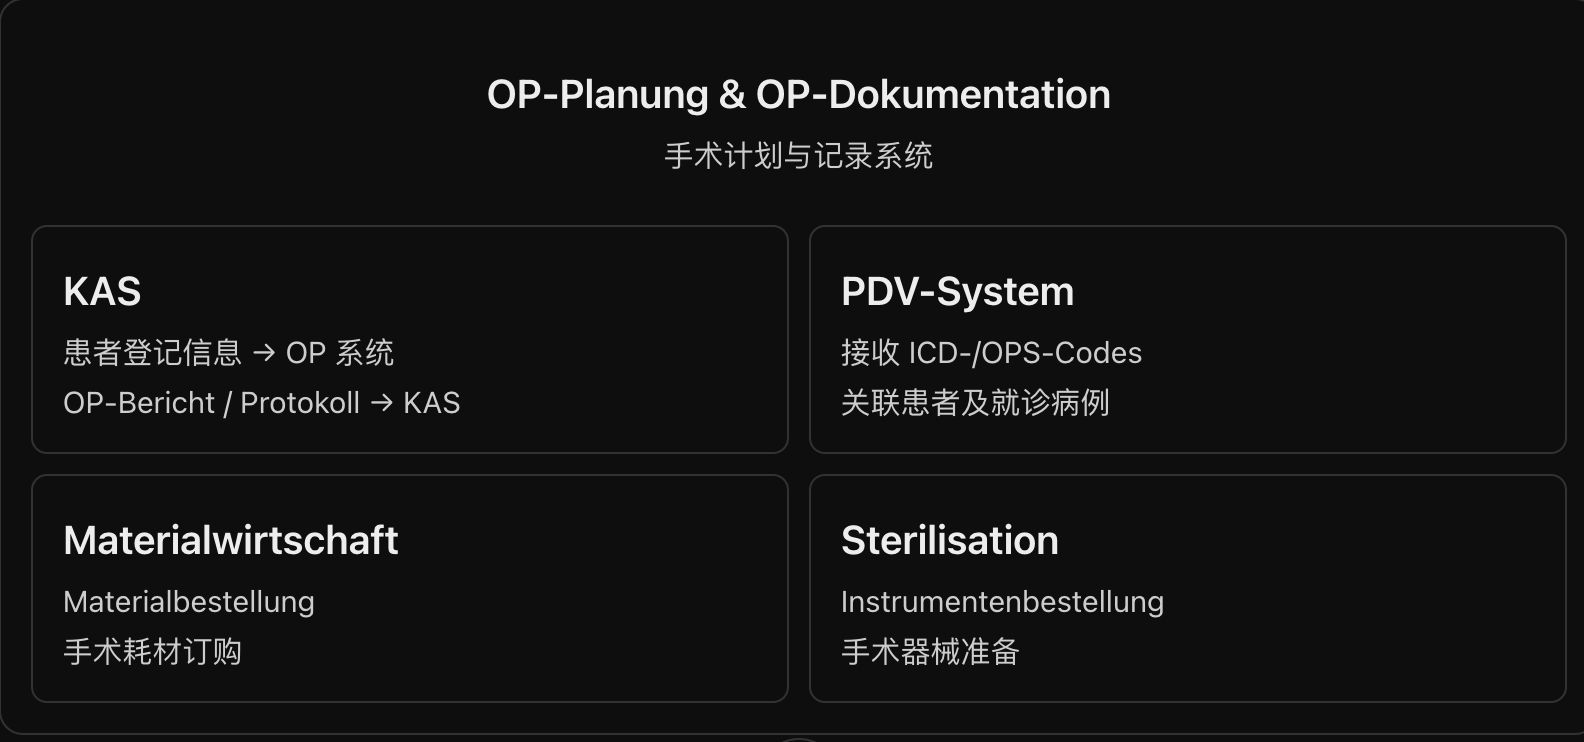 OP-Planung & OP-Dokumentation
手术计划与记录系统
KAS
患者登记信息 → OP 系统
OP-Bericht / Protokoll → KAS
PDV-System
接收 ICD-/OPS-Codes
关联患者及就诊病例
Materialwirtschaft
Materialbestellung
手术耗材订购
Sterilisation
Instrumentenbestellung
手术器械准备